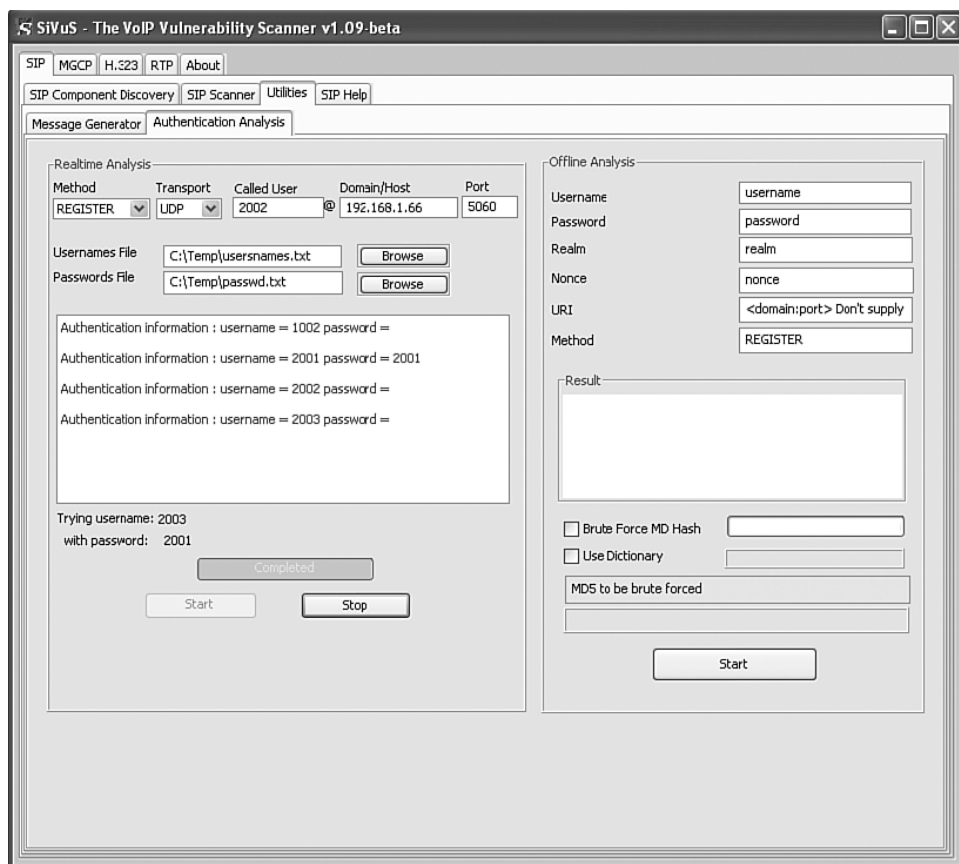 SiVuS - The VoIP Vulnerability Scanner v1.09-beta
SIP MGCP H.323 RTP About
SIP Component Discovery SIP Scanner Utilities SIP Help
Message Generator Authentication Analysis
Realtime Analysis
Method Transport Called User Domain/Host Port
REGISTER UDP 2002 @ 192.168.1.66 5060
Usernames File C:\Temp\usersnames.txt Browse
Passwords File C:\Temp\passwd.txt Browse
Authentication information : username = 1002 password =
Authentication information : username = 2001 password = 2001
Authentication information : username = 2002 password =
Authentication information : username = 2003 password =
Trying username: 2003
with password: 2001
Completed
Start Stop
Offline Analysis
Username username
Password password
Realm realm
Nonce nonce
URI <domain:port> Don't supply
Method REGISTER
Result
Brute Force MD Hash
Use Dictionary
MD5 to be brute forced
Start